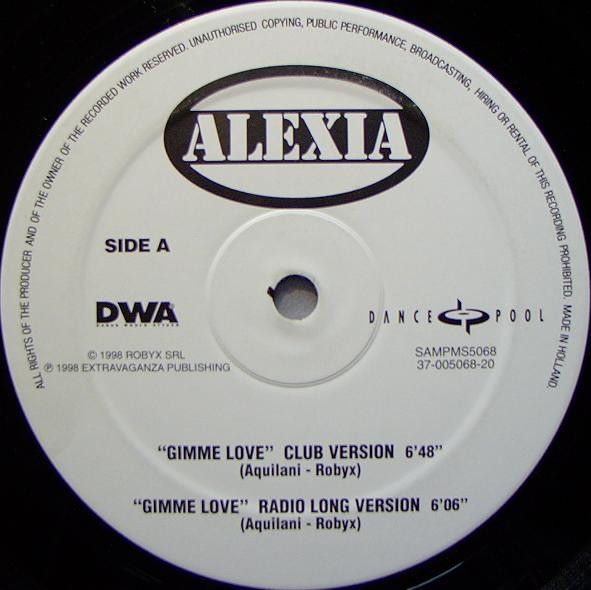 ALL RIGHTS OF THE PRODUCER AND OF THE OWNER OF THE RECORDED WORK RESERVED. UNAUTHORISED COPYING, PUBLIC PERFORMANCE, BROADCASTING, HIRING OR RENTAL OF THIS RECORDING PROHIBITED. MADE IN HOLLAND.
ALEXIA
SIDE A
DWA
DANCE WORLD ATTACK
DANCE POOL
© 1998 ROBYX SRL
℗ 1998 EXTRAVAGANZA PUBLISHING
SAMPMS5068
37-005068-20
“GIMME LOVE” CLUB VERSION 6’48”
(Aquilani - Robyx)
“GIMME LOVE” RADIO LONG VERSION 6’06”
(Aquilani - Robyx)